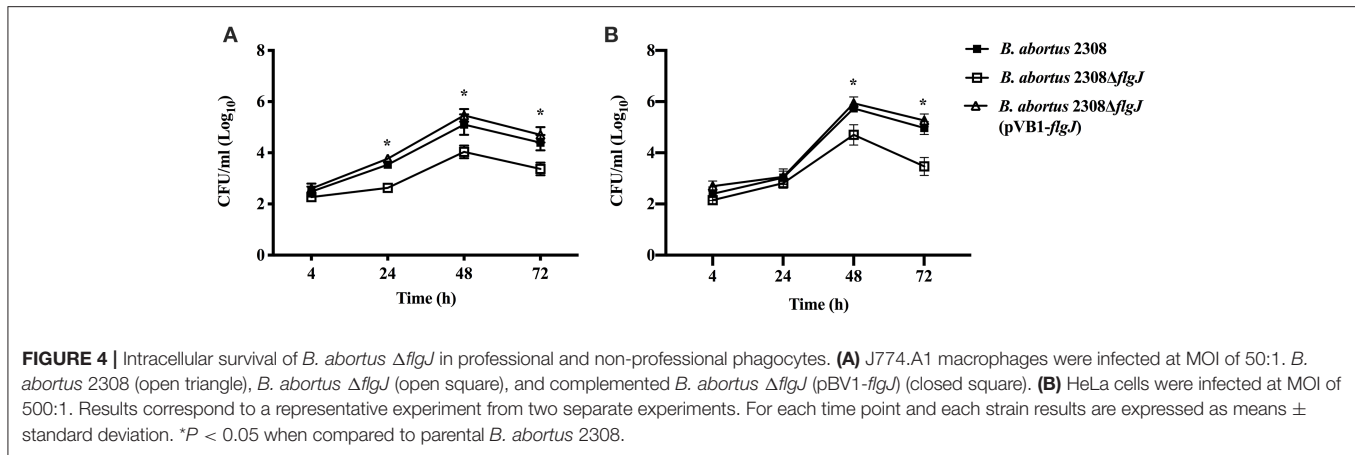 A
8
6
4
2
0
CFU/ml (Log10)
*
*
*
4
24
48
72
Time (h)
B
8
6
4
2
0
CFU/ml (Log10)
*
*
4
24
48
72
Time (h)
B. abortus 2308
B. abortus 2308ΔflgJ
B. abortus 2308ΔflgJ
(pVB1-flgJ)
FIGURE 4 | Intracellular survival of B. abortus ΔflgJ in professional and non-professional phagocytes. (A) J774.A1 macrophages were infected at MOI of 50:1. B.
abortus 2308 (open triangle), B. abortus ΔflgJ (open square), and complemented B. abortus ΔflgJ (pBV1-flgJ) (closed square). (B) HeLa cells were infected at MOI of
500:1. Results correspond to a representative experiment from two separate experiments. For each time point and each strain results are expressed as means ±
standard deviation. *P < 0.05 when compared to parental B. abortus 2308.